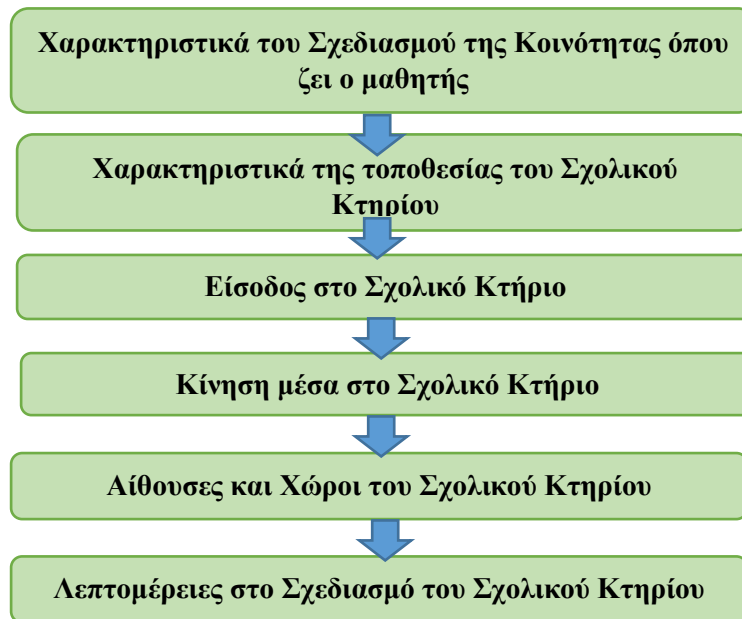 Χαρακτηριστικά του Σχεδιασμού της Κοινότητας όπου
ζει ο μαθητής
Χαρακτηριστικά της τοποθεσίας του Σχολικού
Κτηρίου
Είσοδος στο Σχολικό Κτήριο
Κίνηση μέσα στο Σχολικό Κτήριο
Αίθουσες και Χώροι του Σχολικού Κτηρίου
Λεπτομέρειες στο Σχεδιασμό του Σχολικού Κτηρίου